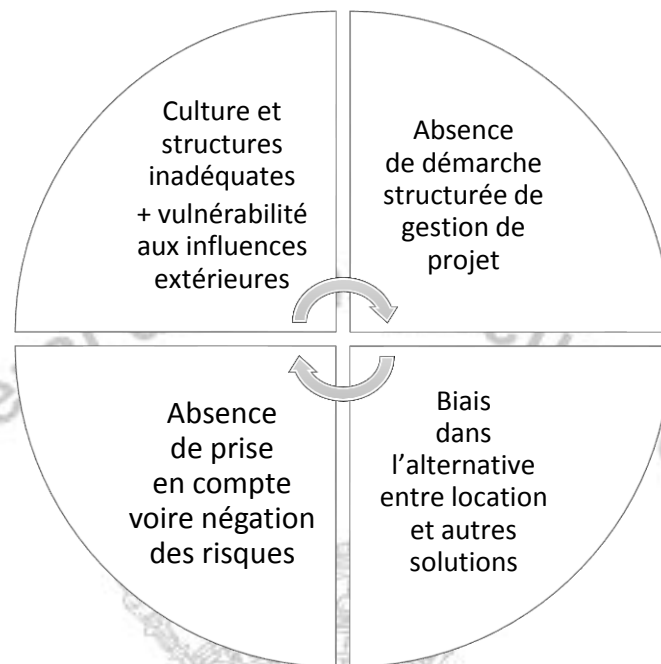 Culture et
structures
inadéquates
+ vulnérabilité
aux influences
extérieures
Absence
de démarche
structurée de
gestion de
projet
Absence
de prise
en compte
voire négation
des risques
Biais
dans
l’alternative
entre location
et autres
solutions